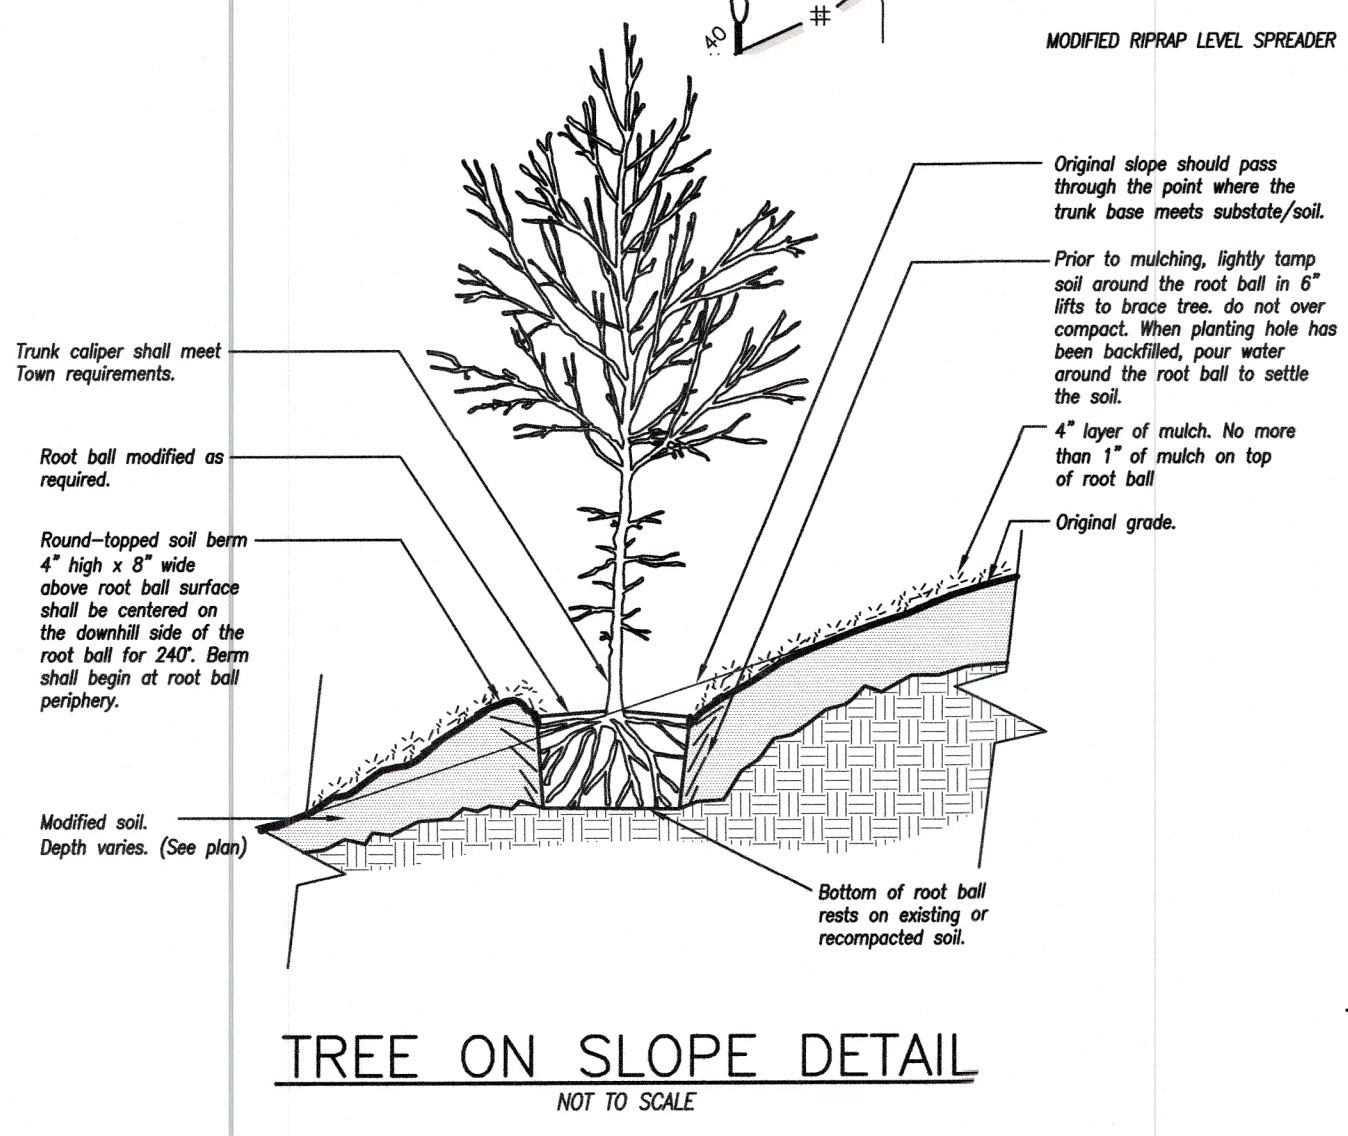 :40
#
MODIFIED RIPRAP LEVEL SPREADER
Original slope should pass
through the point where the
trunk base meets substate/soil.
Prior to mulching, lightly tamp
soil around the root ball in 6"
lifts to brace tree. do not over
compact. When planting hole has
been backfilled, pour water
around the root ball to settle
the soil.
4" layer of mulch. No more
than 1" of mulch on top
of root ball
Original grade.
Trunk caliper shall meet
Town requirements.
Root ball modified as
required.
Round-topped soil berm
4" high x 8" wide
above root ball surface
shall be centered on
the downhill side of the
root ball for 240°. Berm
shall begin at root ball
periphery.
Modified soil.
Depth varies. (See plan)
Bottom of root ball
rests on existing or
recompacted soil.
TREE ON SLOPE DETAIL
NOT TO SCALE